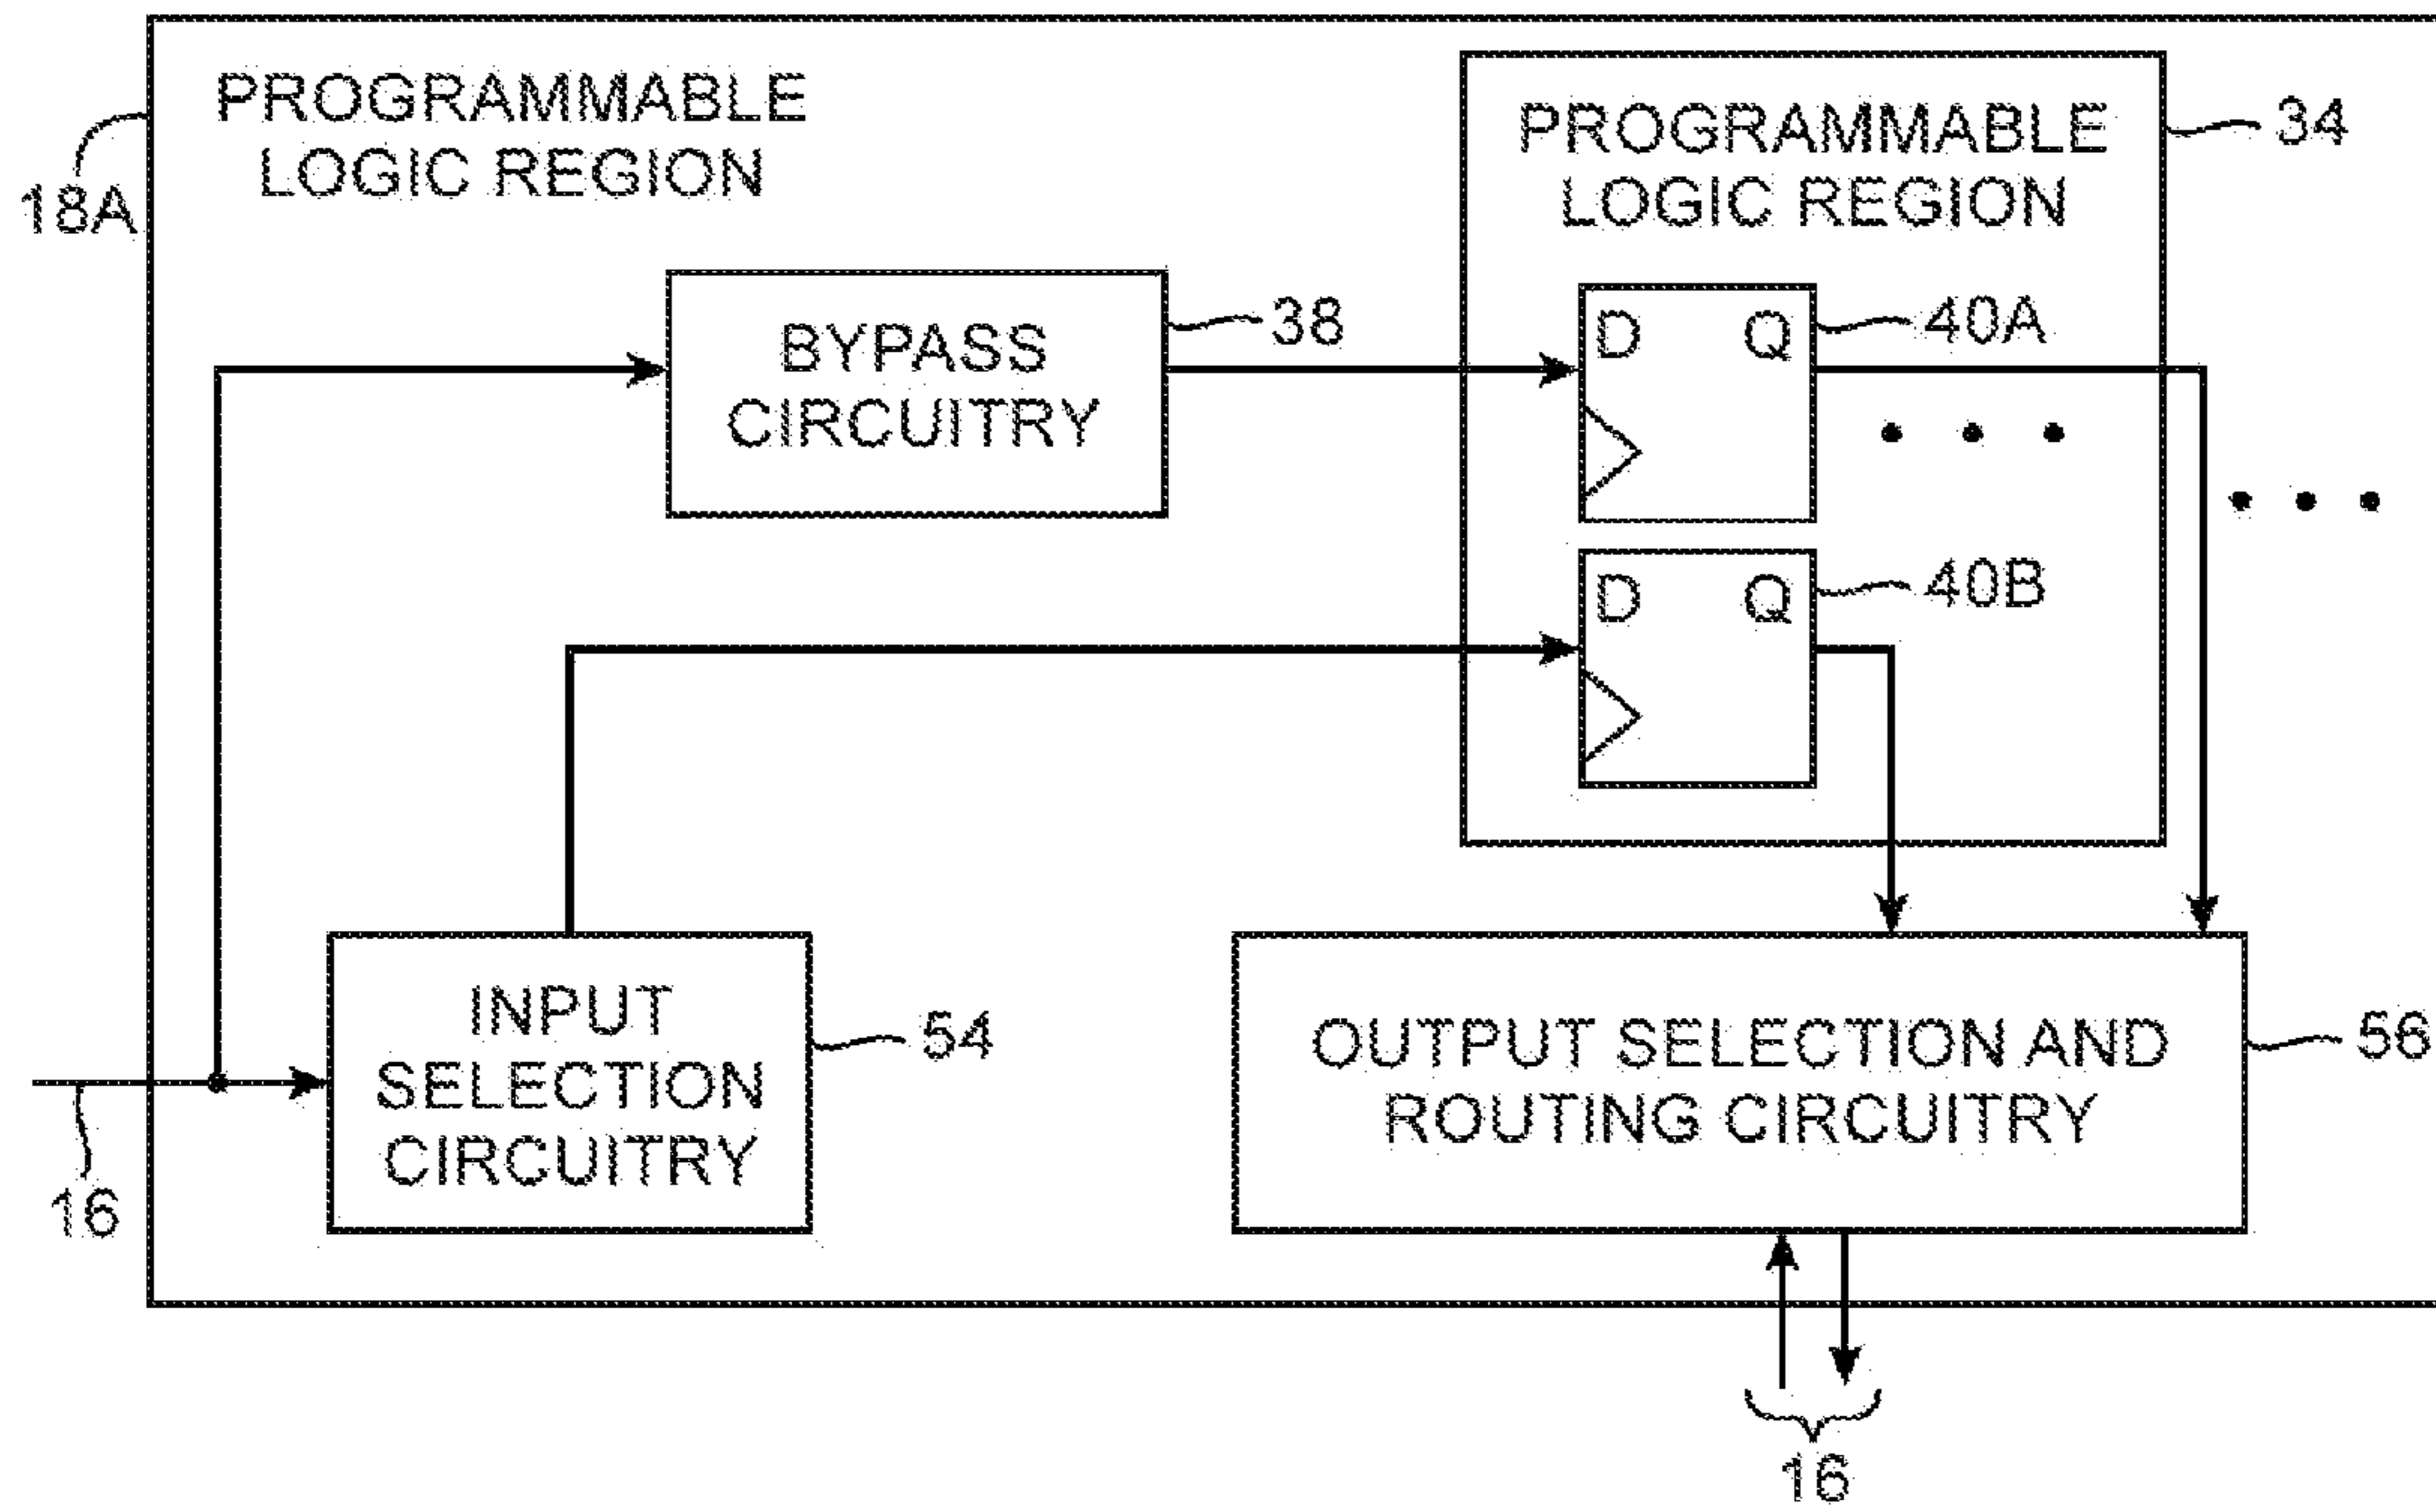 PROGRAMMABLE
LOGIC REGION
18A
PROGRAMMABLE
LOGIC REGION
34
BYPASS
CIRCUITRY
38
D Q
40A
D Q
40B
INPUT
SELECTION
CIRCUITRY
54
OUTPUT SELECTION AND
ROUTING CIRCUITRY
56
16
16